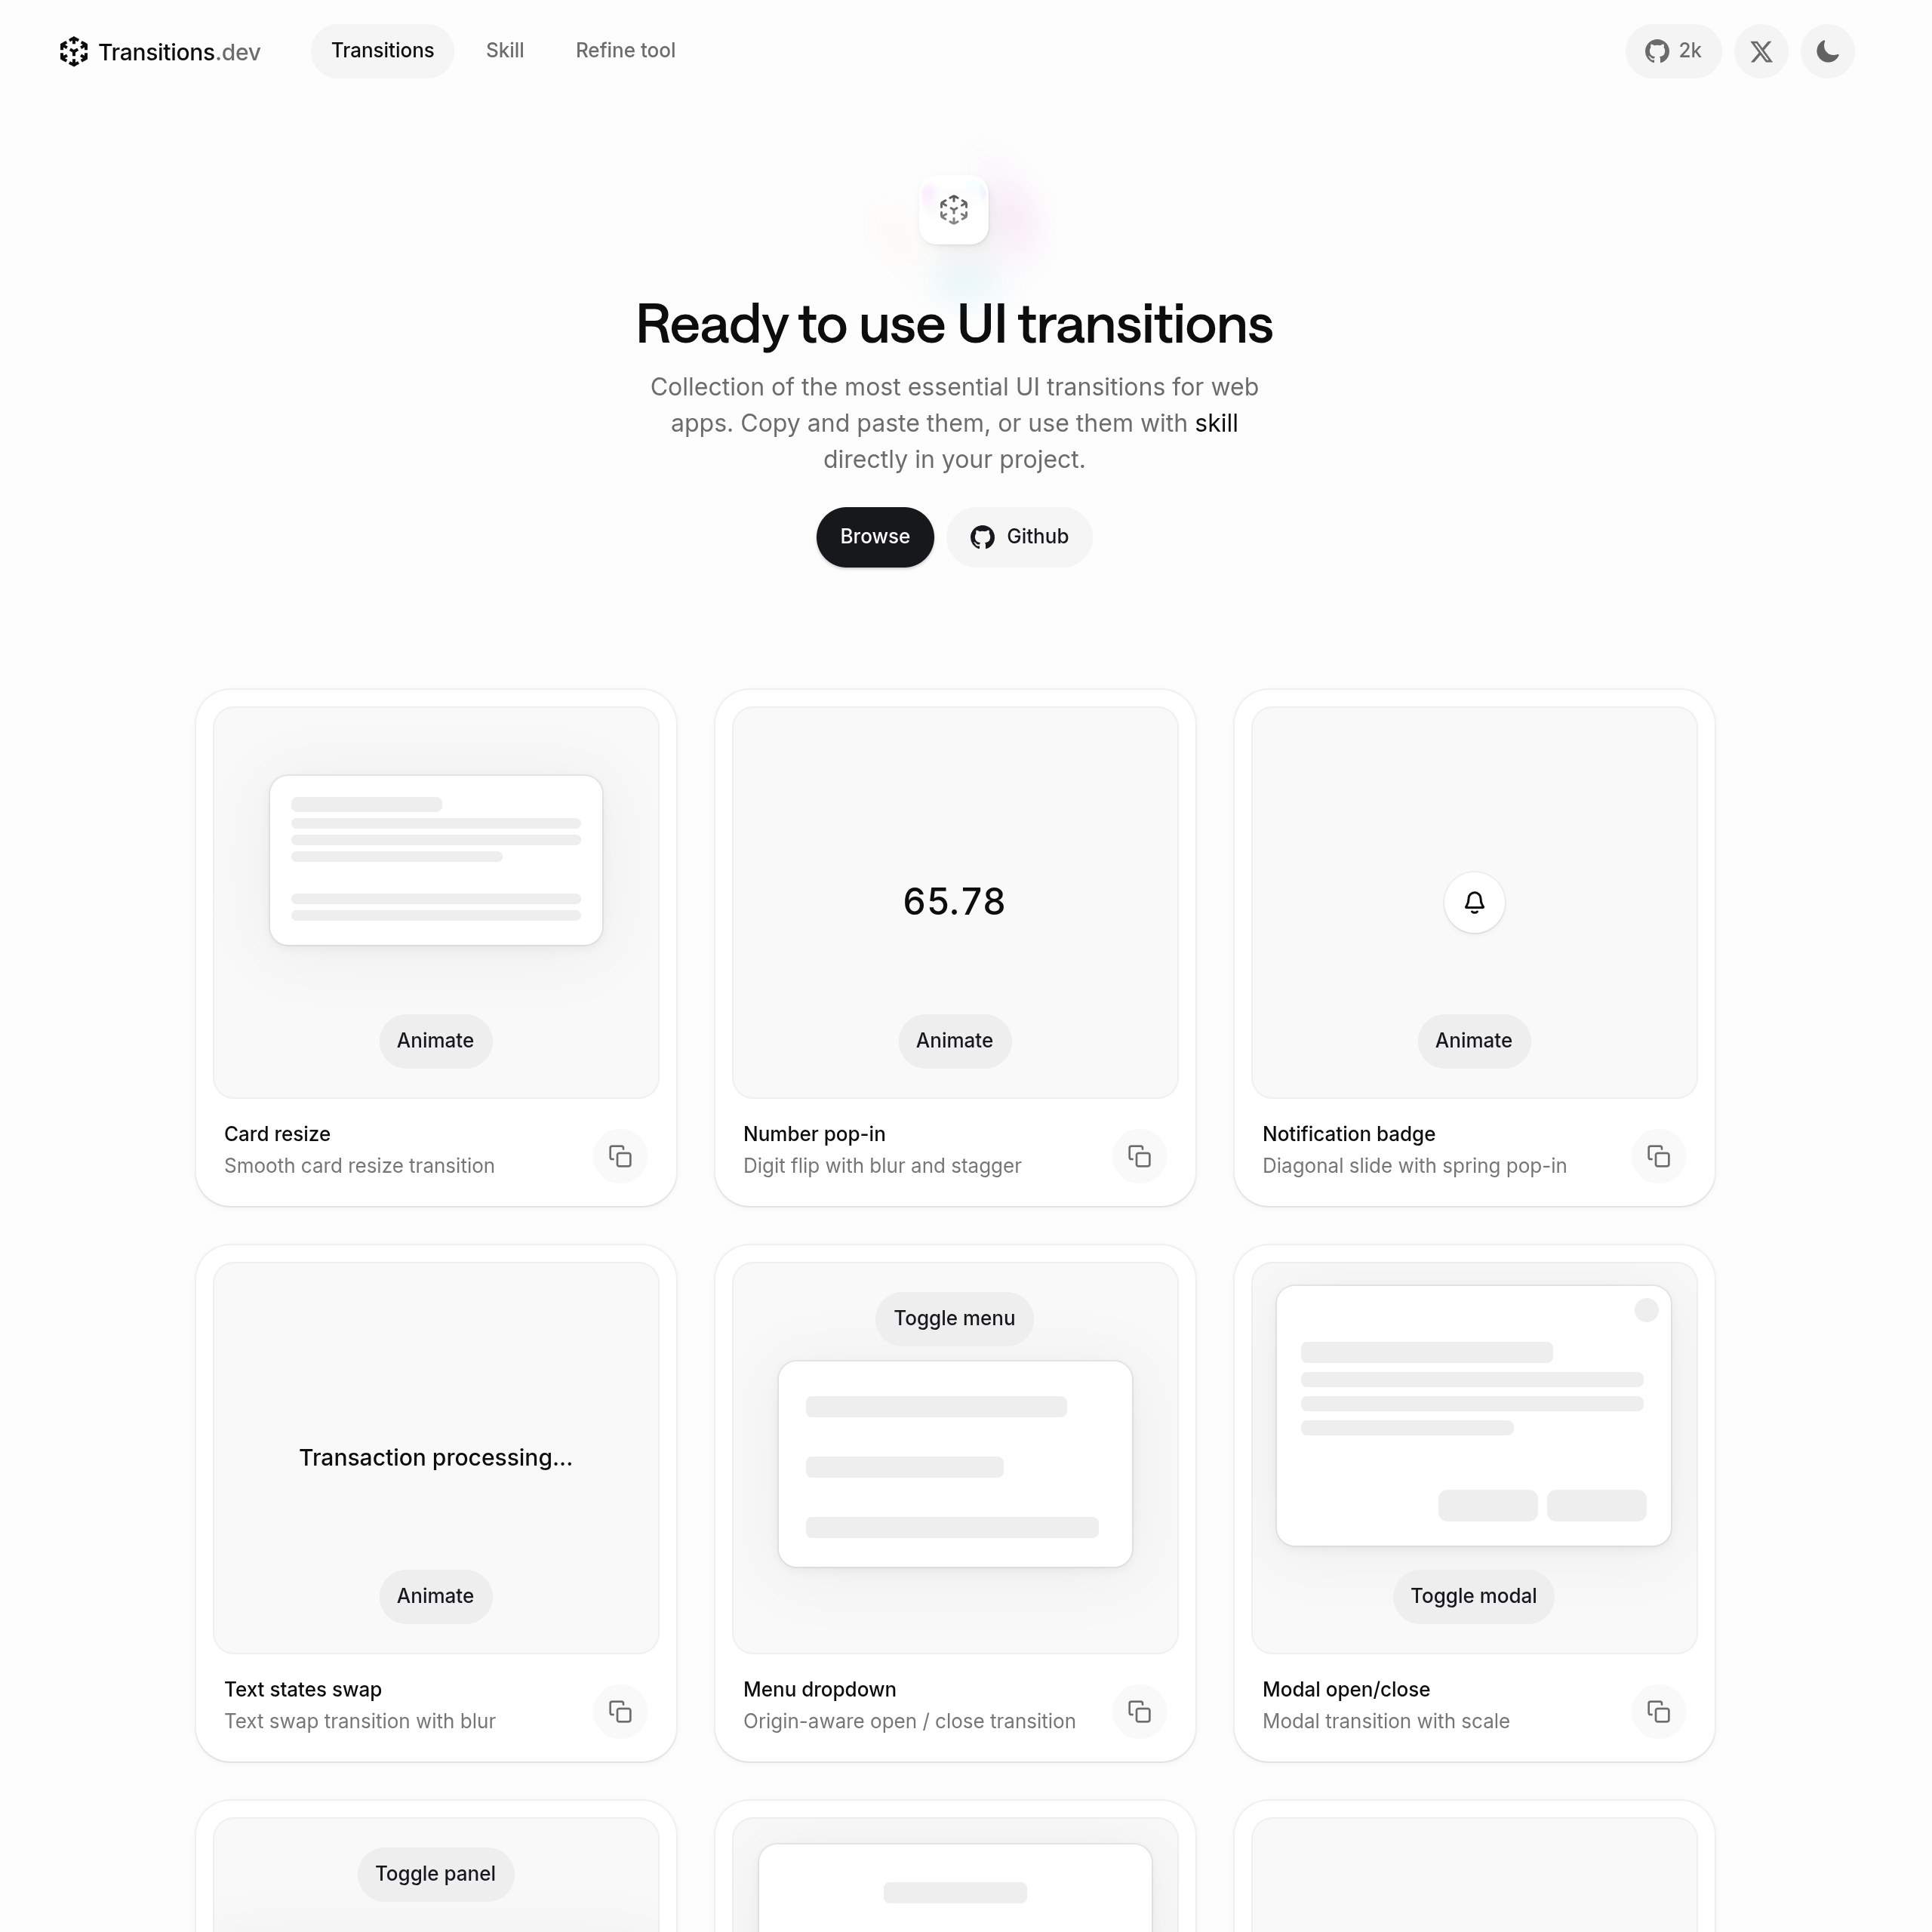 Transitions.dev
Transitions
Skill
Refine tool
2k
Ready to use UI transitions
Collection of the most essential UI transitions for web
apps. Copy and paste them, or use them with skill
directly in your project.
Browse
Github
Animate
Card resize
Smooth card resize transition
65.78
Animate
Number pop-in
Digit flip with blur and stagger
Animate
Notification badge
Diagonal slide with spring pop-in
Transaction processing...
Animate
Text states swap
Text swap transition with blur
Toggle menu
Menu dropdown
Origin-aware open / close transition
Toggle modal
Modal open/close
Modal transition with scale
Toggle panel